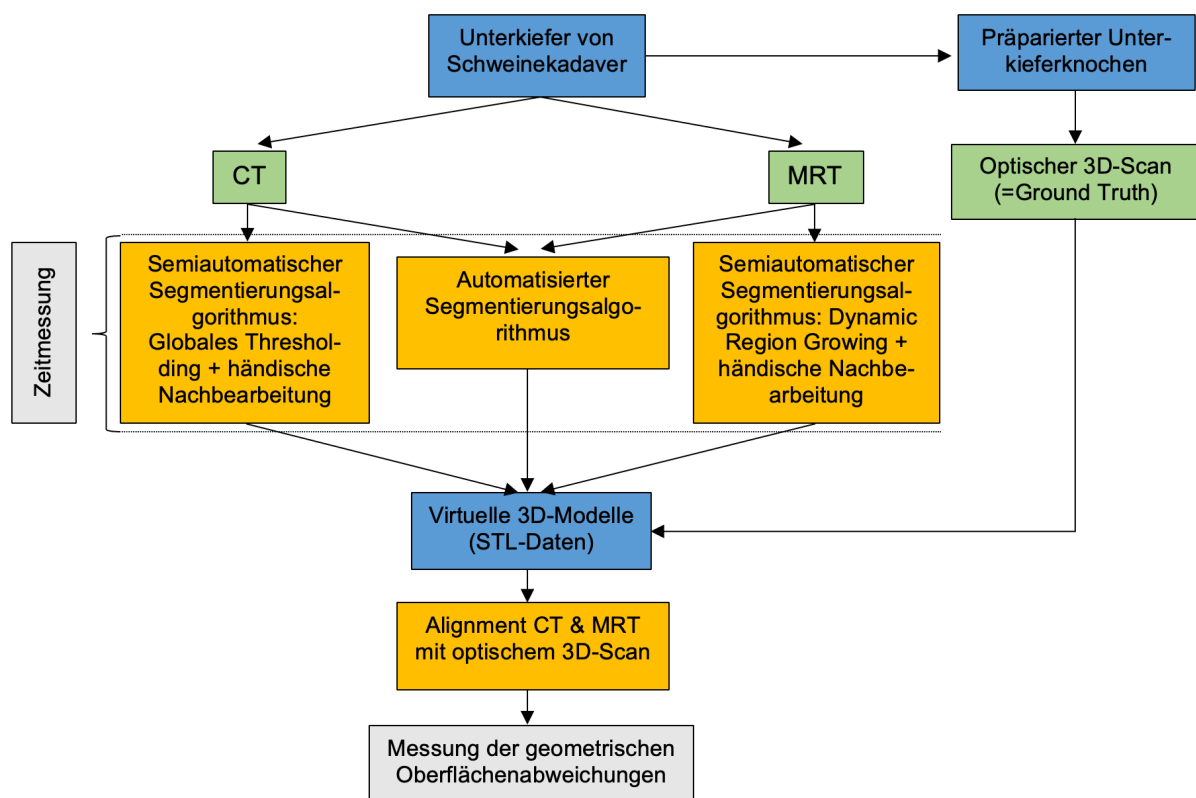 Unterkiefer von
Schweinekadaver
Präparierter Unter-
kieferknochen
CT
MRT
Optischer 3D-Scan
(=Ground Truth)
Zeitmessung
Semiautomatischer
Segmentierungsal-
gorithmus:
Globales Threshol-
ding + händische
Nachbearbeitung
Automatisierter
Segmentierungsalgo-
rithmus
Semiautomatischer
Segmentierungsal-
gorithmus: Dynamic
Region Growing +
händische Nachbe-
arbeitung
Virtuelle 3D-Modelle
(STL-Daten)
Alignment CT & MRT
mit optischem 3D-Scan
Messung der geometrischen
Oberflächenabweichungen